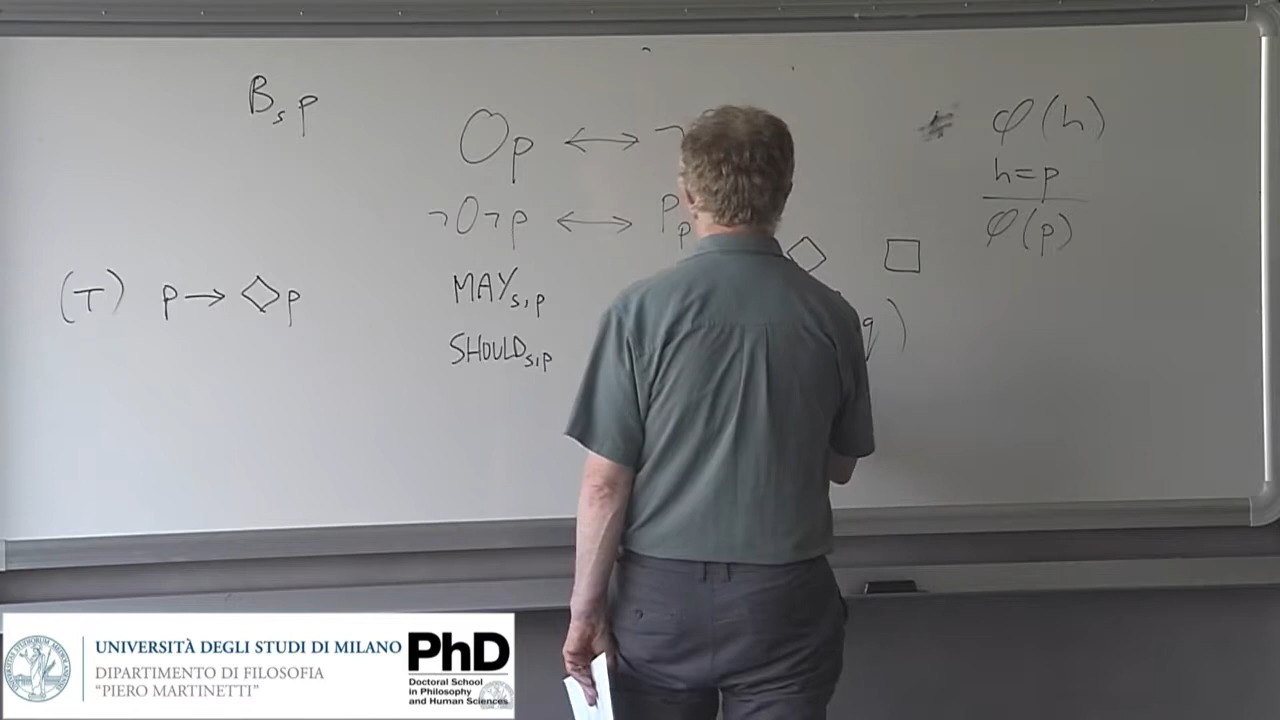 Bₛ p
Op ↔ ¬
¬O¬p ↔ Pₚ
MAYₛ,ₚ
SHOULDₛ,ₚ
(T) p → ◇p
◇ □
q )
φ(h)
h=p
φ(p)
UNIVERSITÀ DEGLI STUDI DI MILANO
DIPARTIMENTO DI FILOSOFIA
“PIERO MARTINETTI”
PhD
Doctoral School
in Philosophy
and Human Sciences